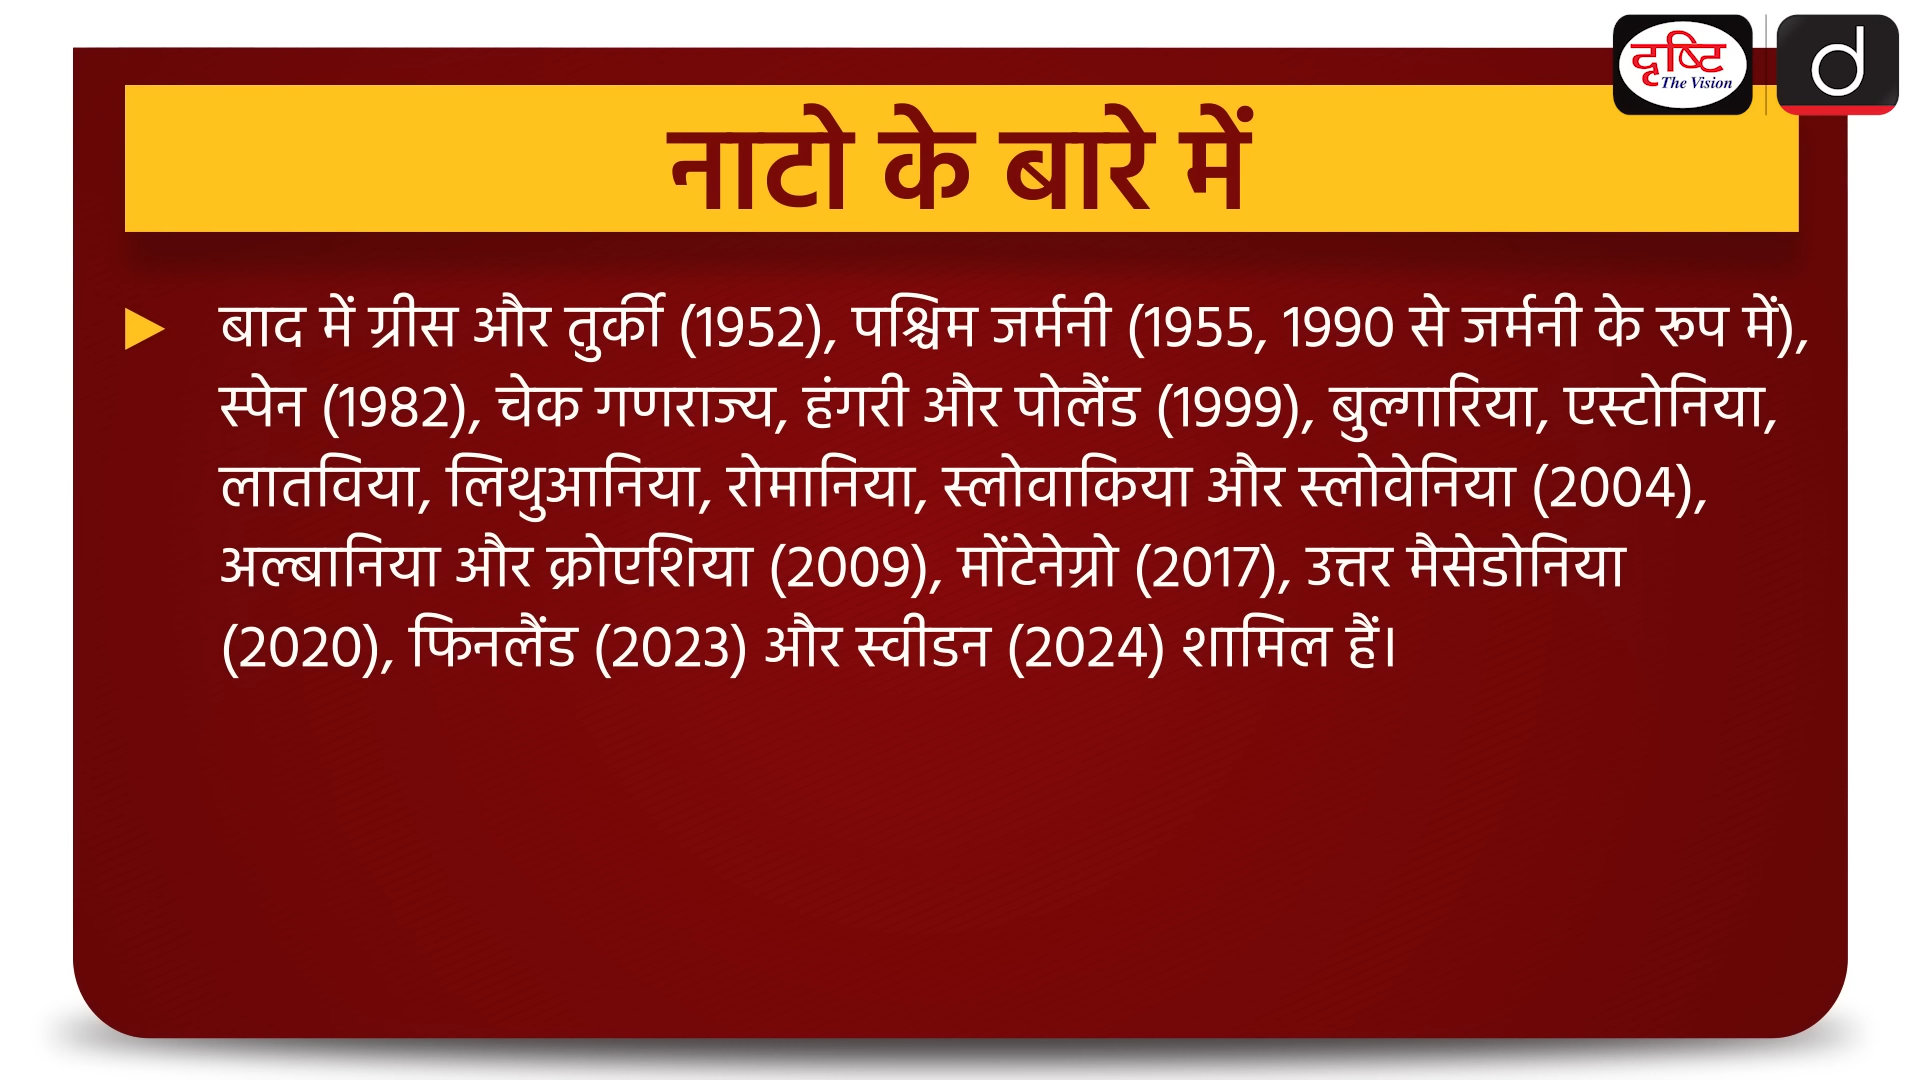 दृष्टि
The Vision
d
नाटो के बारे में
बाद में ग्रीस और तुर्की (1952), पश्चिम जर्मनी (1955, 1990 से जर्मनी के रूप में),
स्पेन (1982), चेक गणराज्य, हंगरी और पोलैंड (1999), बुल्गारिया, एस्टोनिया,
लातविया, लिथुआनिया, रोमानिया, स्लोवाकिया और स्लोवेनिया (2004),
अल्बानिया और क्रोएशिया (2009), मोंटेनेग्रो (2017), उत्तर मैसेडोनिया
(2020), फिनलैंड (2023) और स्वीडन (2024) शामिल हैं।